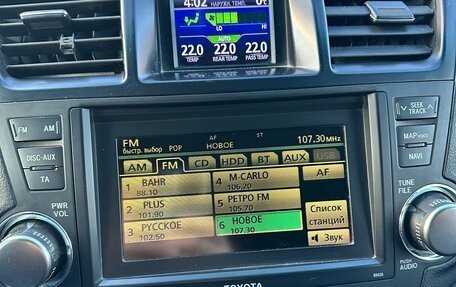 4:02 НАРУЖН. ТЕМП. 0
LO HI
AUTO
22.0 22.0 22.0
TEMP REAR TEMP PASS TEMP
FM AM
DISC·AUX
TA
PWR VOL
FM AF ST 107.30MHz
быстр. выбор POP НОВОЕ
AM FM CD HDD BT AUX USB
1 ВАНR 88.10
4 M-CARLO 106.20
AF
2 PLUS 101.90
5 РЕТРО FM 105.70
3 РУССКОЕ 102.50
6 НОВОЕ 107.30
Список станций
Звук
TOYOTA
SEEK TRACK
MAP VOICE
NAVI
TUNE FILE
PUSH AUDIO